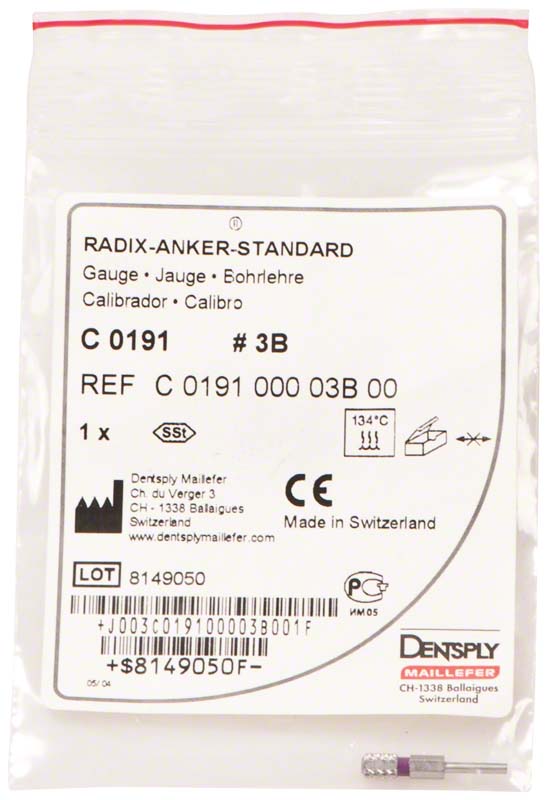 ®
RADIX-ANKER-STANDARD
Gauge • Jauge • Bohrlehre
Calibrador • Calibro
C 0191 # 3B
REF C 0191 000 03B 00
1 x SSt 134°C
Dentsply Maillefer
Ch. du Verger 3
CH - 1338 Ballaigues
Switzerland
www.dentsplymaillefer.com
CE
Made in Switzerland
LOT 8149050
РСТ
ИМ05
+J003C019100003B001F
+$8149050F-
05/04
DENTSPLY
MAILLEFER
CH-1338 Ballaigues
Switzerland